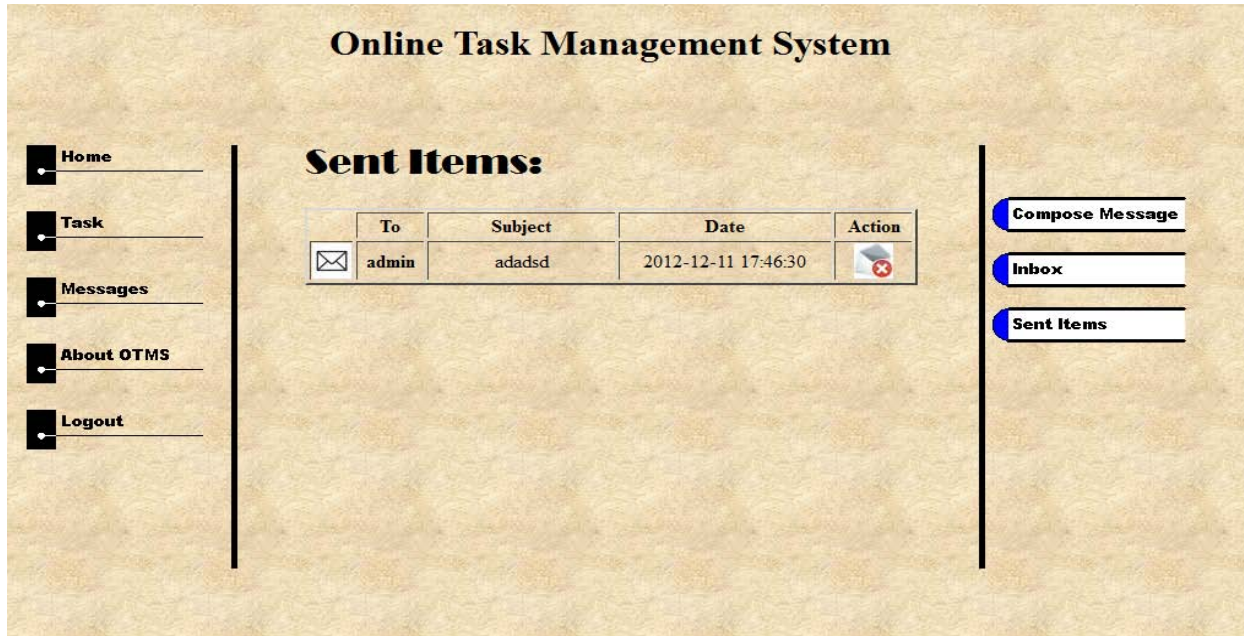 Online Task Management System
Home
Task
Messages
About OTMS
Logout
Sent Items:
To Subject Date Action
admin adadsd 2012-12-11 17:46:30
Compose Message
Inbox
Sent Items